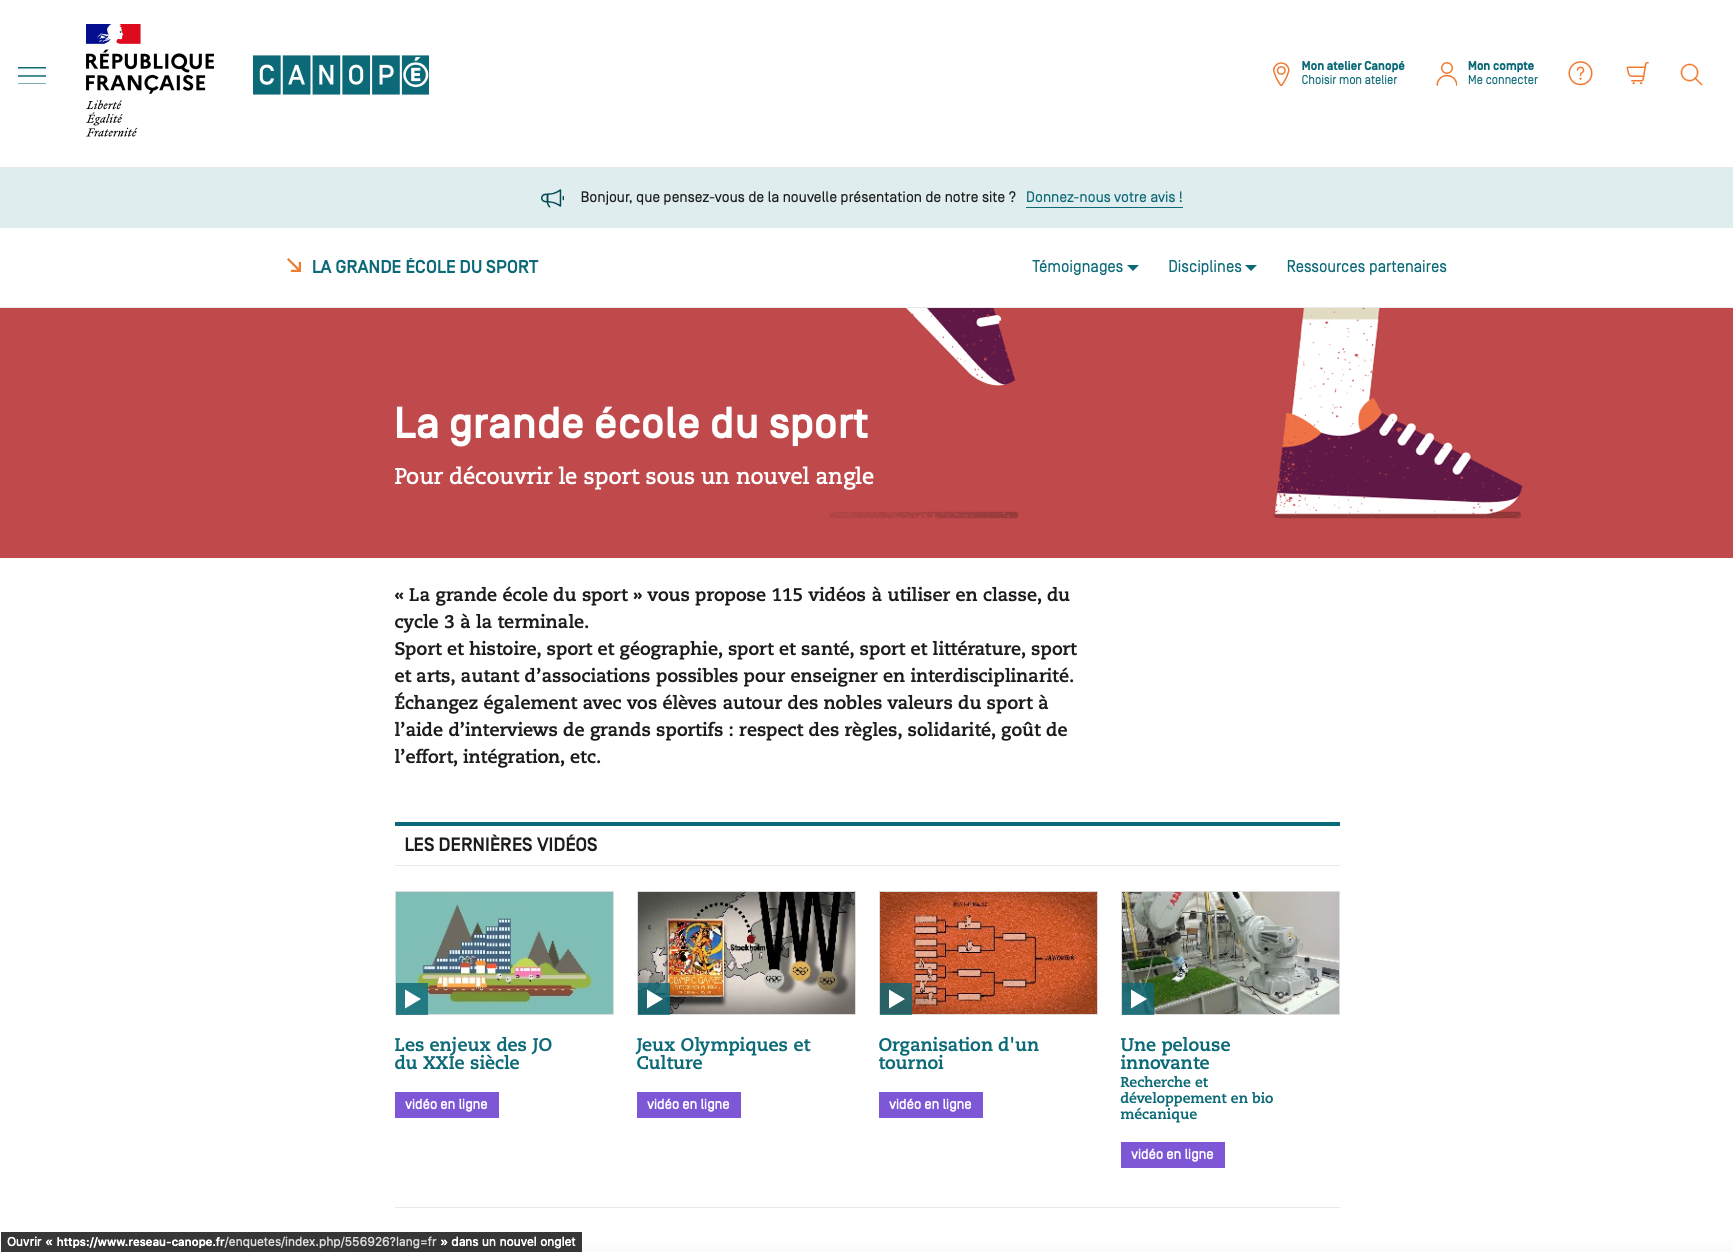 RÉPUBLIQUE
FRANÇAISE
Liberté
Égalité
Fraternité
CANOPÉ
Mon atelier Canopé
Choisir mon atelier
Mon compte
Me connecter
Bonjour, que pensez-vous de la nouvelle présentation de notre site ? Donnez-nous votre avis !
LA GRANDE ÉCOLE DU SPORT
Témoignages
Disciplines
Ressources partenaires
La grande école du sport
Pour découvrir le sport sous un nouvel angle
« La grande école du sport » vous propose 115 vidéos à utiliser en classe, du
cycle 3 à la terminale.
Sport et histoire, sport et géographie, sport et santé, sport et littérature, sport
et arts, autant d’associations possibles pour enseigner en interdisciplinarité.
Échangez également avec vos élèves autour des nobles valeurs du sport à
l’aide d’interviews de grands sportifs : respect des règles, solidarité, goût de
l’effort, intégration, etc.
LES DERNIÈRES VIDÉOS
Stockholm
ABB
Les enjeux des JO
du XXIe siècle
vidéo en ligne
Jeux Olympiques et
Culture
vidéo en ligne
Organisation d'un
tournoi
vidéo en ligne
Une pelouse
innovante
Recherche et
développement en bio
mécanique
vidéo en ligne
Ouvrir « https://www.reseau-canope.fr/enquetes/index.php/556926?lang=fr » dans un nouvel onglet